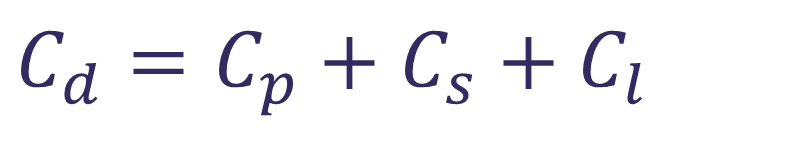 C_d = C_p + C_s + C_l